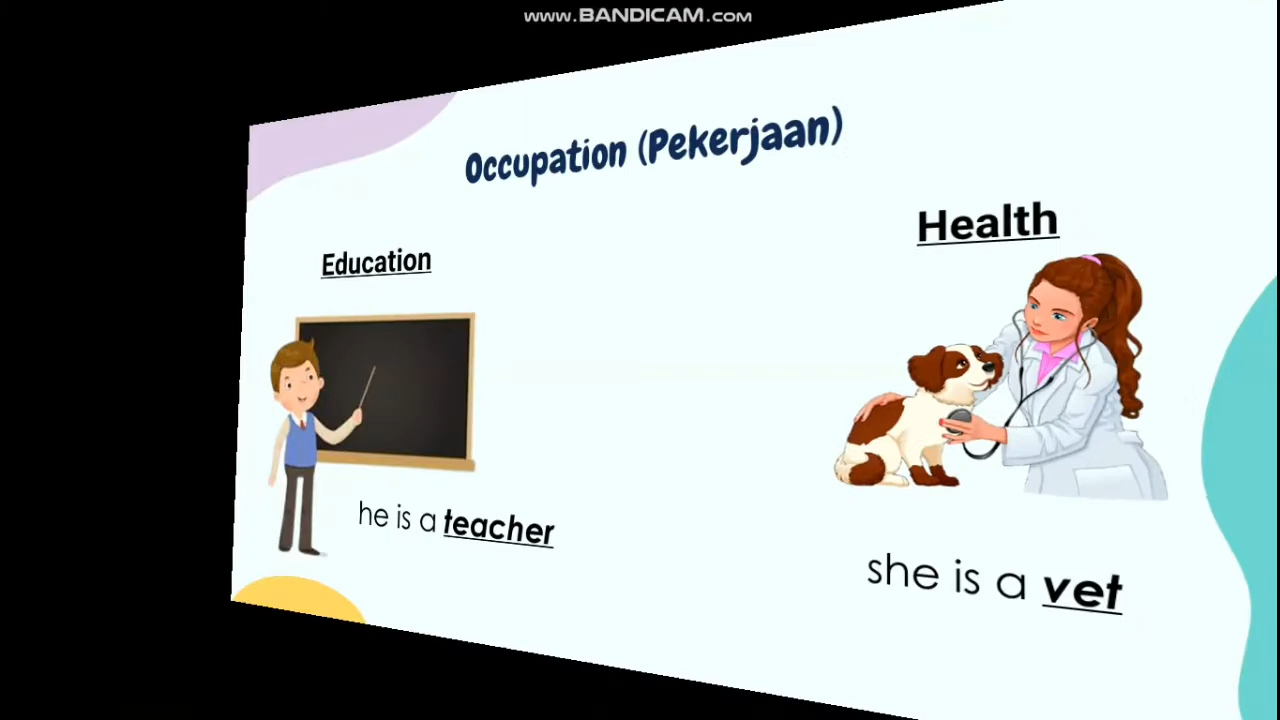 www.BANDICAM.com
Occupation (Pekerjaan)
Education
Health
he is a teacher
she is a vet